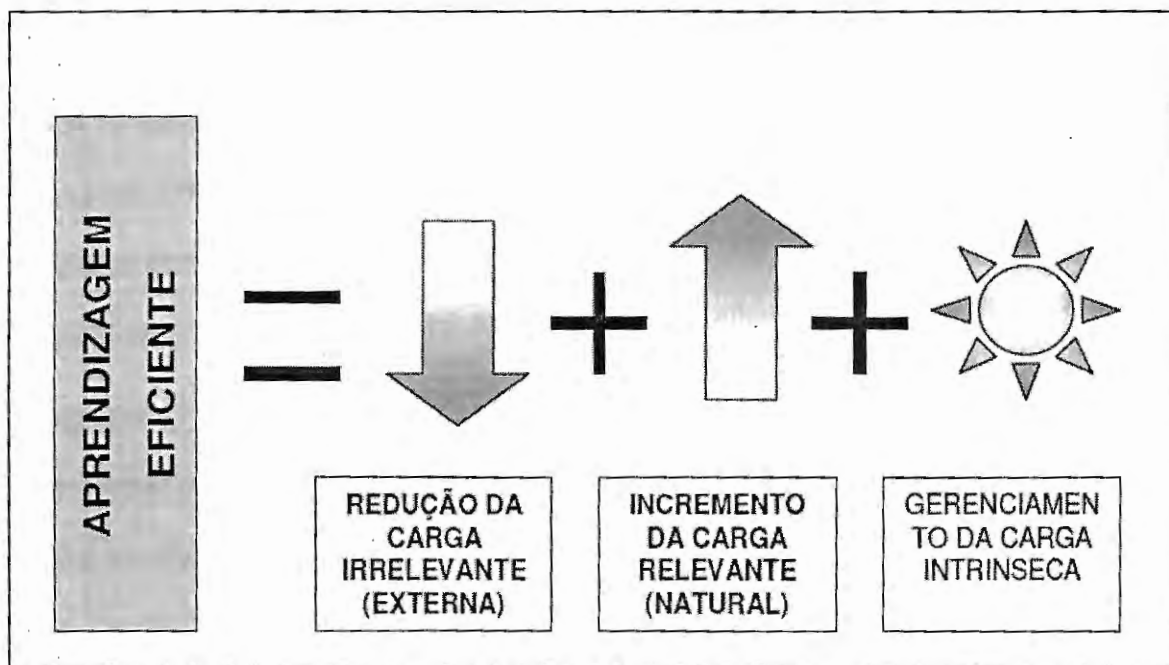 APRENDIZAGEM
EFICIENTE
=
+
+
REDUÇÃO DA
CARGA
IRRELEVANTE
(EXTERNA)
INCREMENTO
DA CARGA
RELEVANTE
(NATURAL)
GERENCIAMEN
TO DA CARGA
INTRINSECA